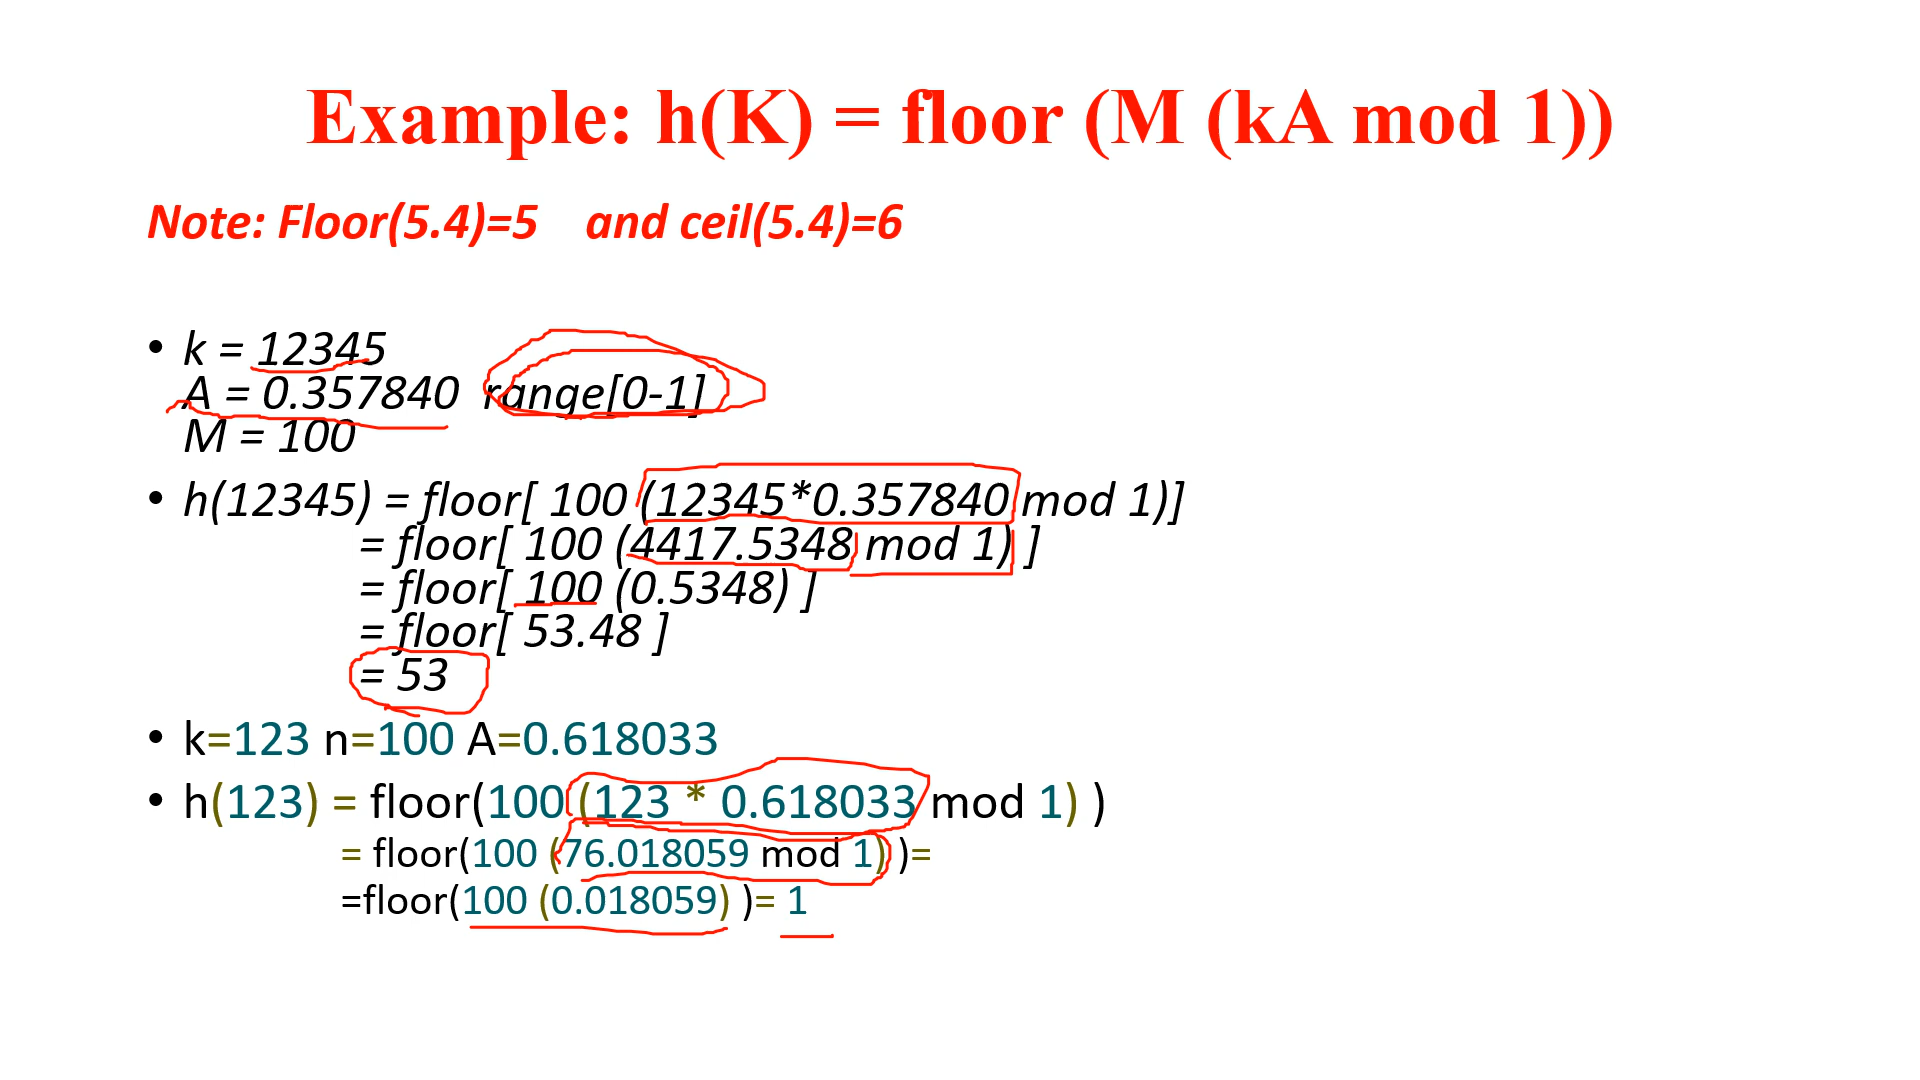 Example: h(K) = floor (M (kA mod 1))
Note: Floor(5.4)=5 and ceil(5.4)=6
• k = 12345
A = 0.357840 range[0-1]
M = 100
• h(12345) = floor[ 100 (12345*0.357840 mod 1)]
= floor[ 100 (4417.5348 mod 1) ]
= floor[ 100 (0.5348) ]
= floor[ 53.48 ]
= 53
• k=123 n=100 A=0.618033
• h(123) = floor(100 (123 * 0.618033 mod 1) )
= floor(100 (76.018059 mod 1) )=
=floor(100 (0.018059) )= 1